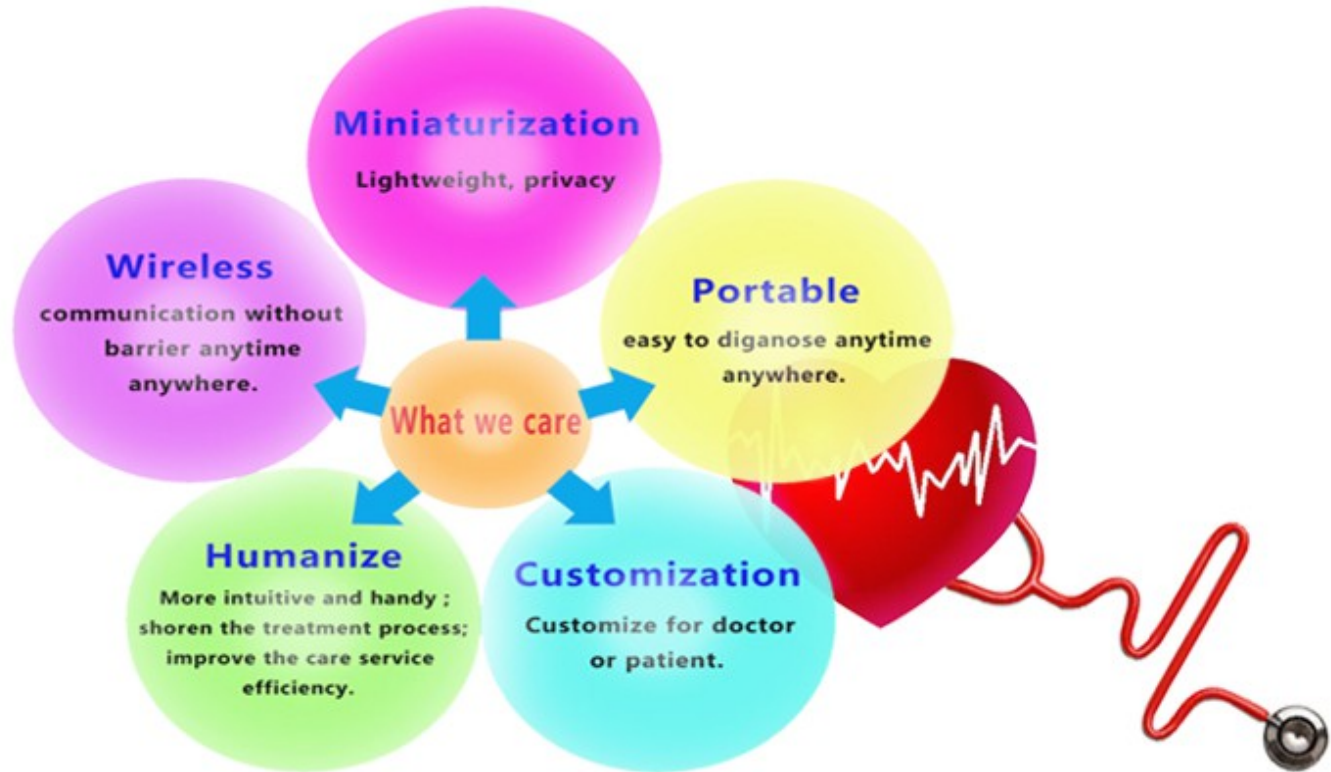 Miniaturization
Lightweight, privacy
Wireless
communication without
barrier anytime
anywhere.
Portable
easy to diganose anytime
anywhere.
What we care
Humanize
More intuitive and handy ;
shoren the treatment process;
improve the care service
efficiency.
Customization
Customize for doctor
or patient.